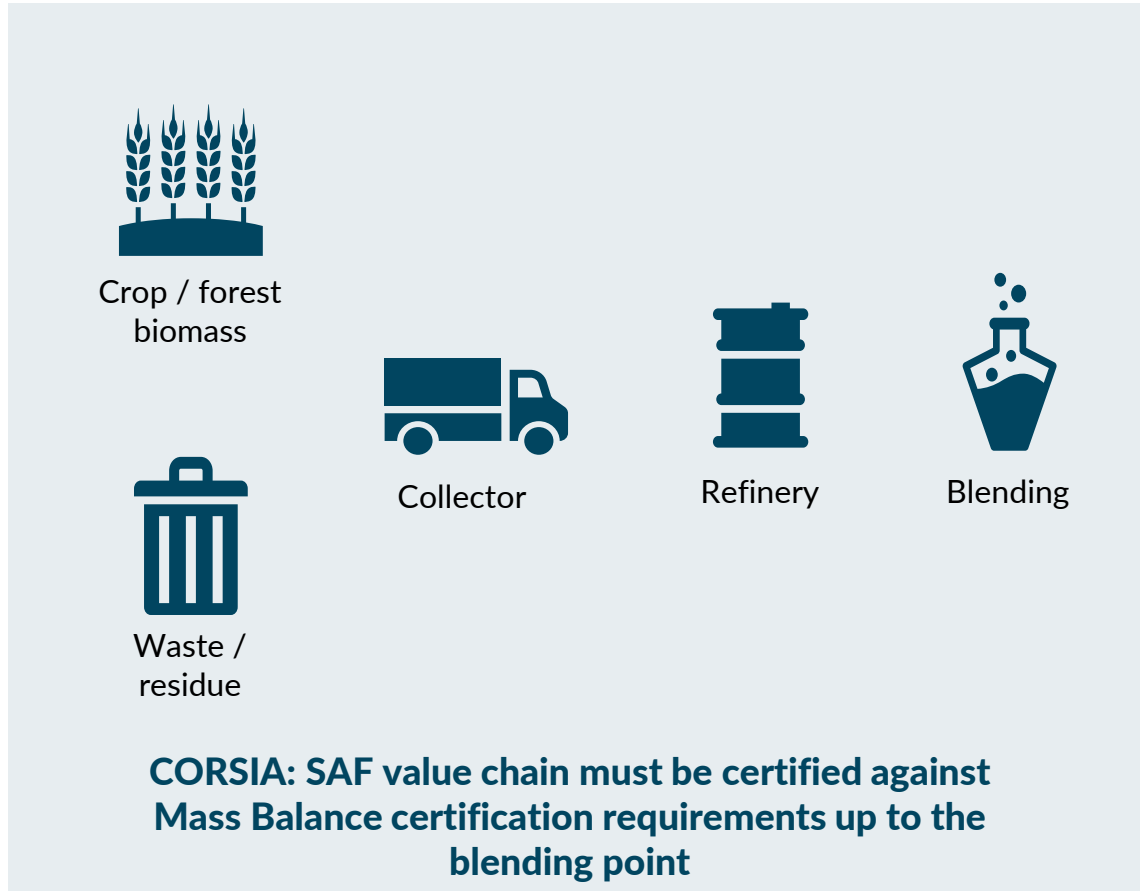 Crop / forest
biomass
Collector
Refinery
Blending
Waste /
residue
CORSIA: SAF value chain must be certified against
Mass Balance certification requirements up to the
blending point